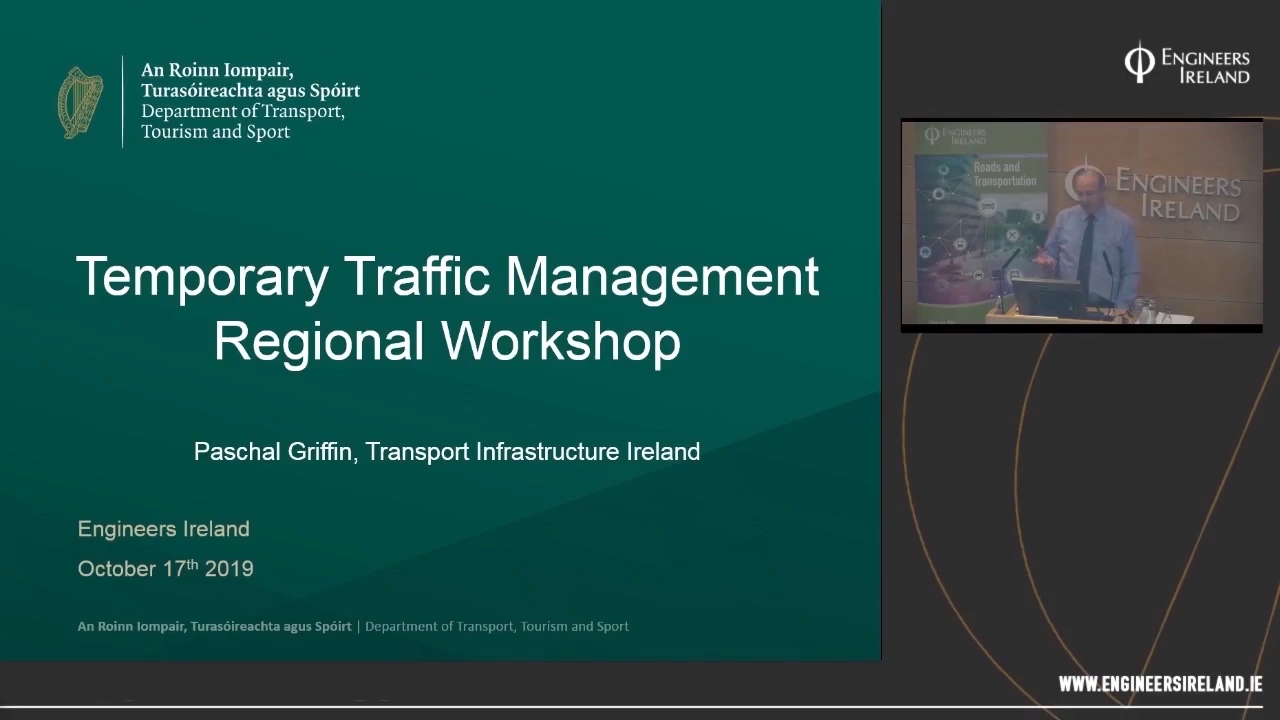 An Roinn Iompair,
Turasóireachta agus Spóirt
Department of Transport,
Tourism and Sport
Temporary Traffic Management
Regional Workshop
Paschal Griffin, Transport Infrastructure Ireland
Engineers Ireland
October 17th 2019
An Roinn Iompair, Turasóireachta agus Spóirt | Department of Transport, Tourism and Sport
ENGINEERS
IRELAND
ENGINEERS
IRELAND
Roads and
Transportation
ENGINEERS
IRELAND
WWW.ENGINEERSIRELAND.IE